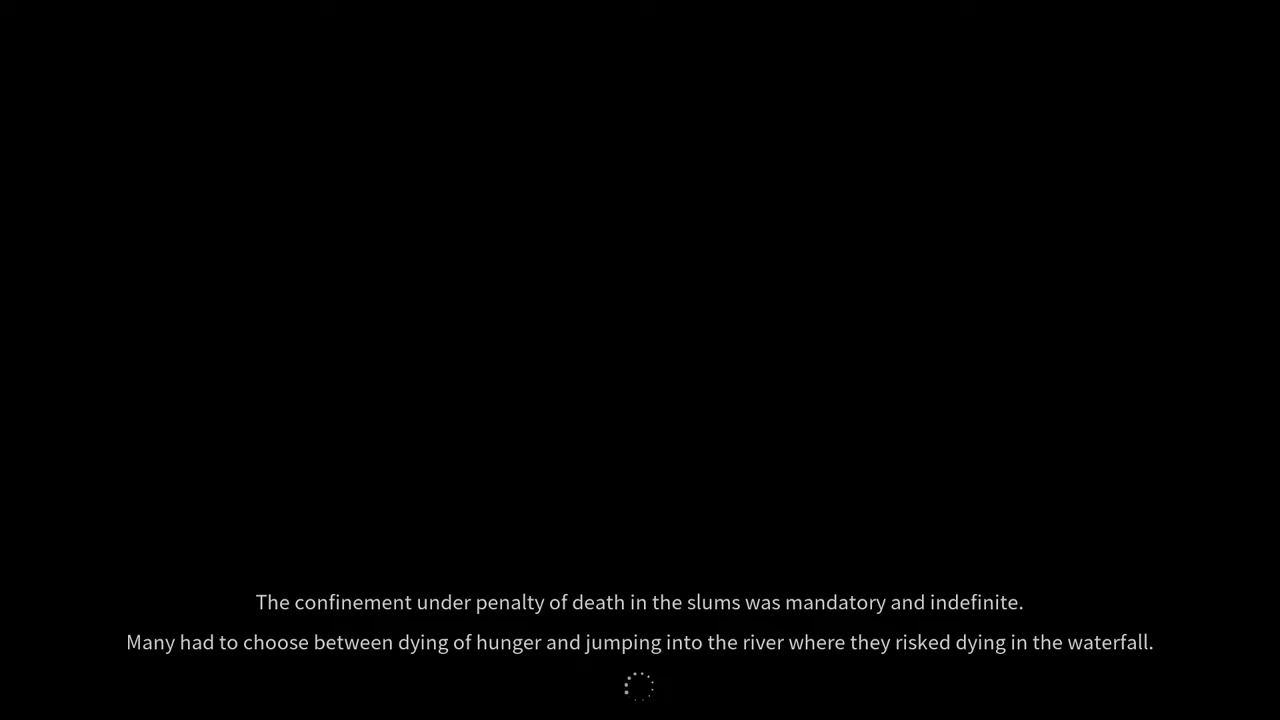 The confinement under penalty of death in the slums was mandatory and indefinite.
Many had to choose between dying of hunger and jumping into the river where they risked dying in the waterfall.